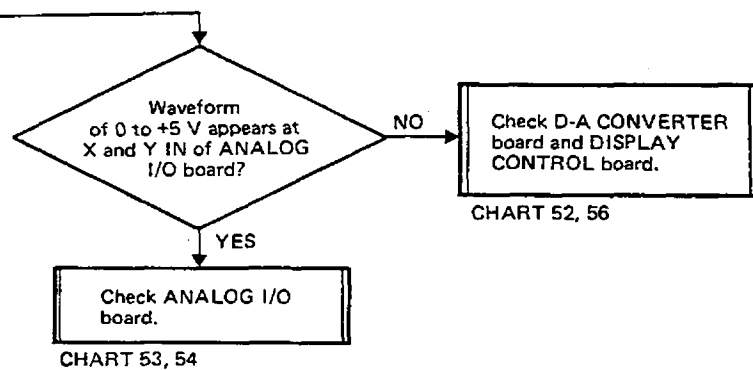 Waveform
of 0 to +5 V appears at
X and Y IN of ANALOG
I/O board?
NO
Check D-A CONVERTER
board and DISPLAY
CONTROL board.
CHART 52, 56
YES
Check ANALOG I/O
board.
CHART 53, 54